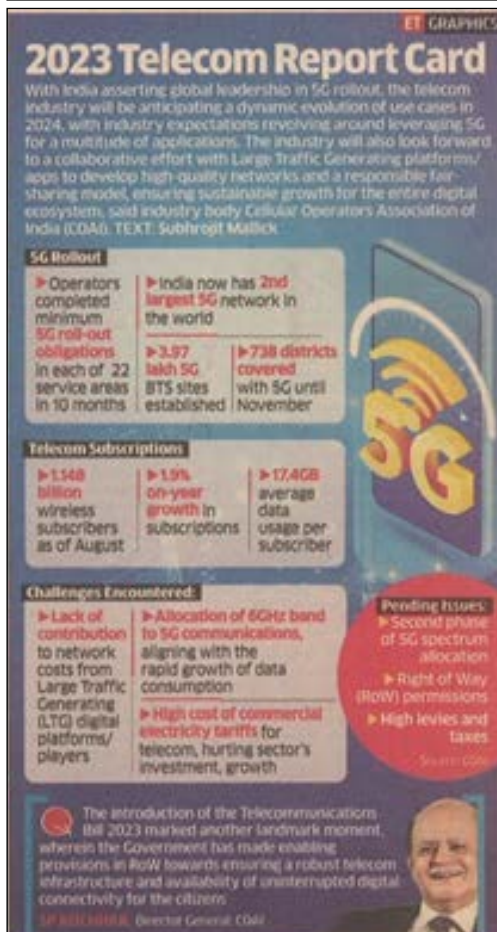 ET GRAPHICS
2023 Telecom Report Card
With India asserting global leadership in 5G rollout, the telecom
industry will be anticipating a dynamic evolution of use cases in
2024, with industry expectations revolving around leveraging 5G
for a multitude of applications. The industry will also look forward
to a collaborative effort with Large Traffic Generating platforms/
apps to develop high-quality networks and a responsible fair-
sharing model, ensuring sustainable growth for the entire digital
ecosystem, said industry body Cellular Operators Association of
India (COAI). TEXT: Subhrojit Mallick
5G Rollout
▶Operators
completed
minimum
5G roll-out
obligations
in each of 22
service areas
in 10 months
▶India now has 2nd
largest 5G network in
the world
▶3.97
lakh 5G
BTS sites
established
▶738 districts
covered
with 5G until
November
5G
Telecom Subscriptions
▶1.148
billion
wireless
subscribers
as of August
▶1.9%
on-year
growth in
subscriptions
▶17.4GB
average
data
usage per
subscriber
Challenges Encountered:
▶Lack of
contribution
to network
costs from
Large Traffic
Generating
(LTG) digital
platforms/
players
▶Allocation of 6GHz band
to 5G communications,
aligning with the
rapid growth of data
consumption
▶High cost of commercial
electricity tariffs for
telecom, hurting sector's
investment, growth
Pending Issues:
▶Second phase
of 5G spectrum
allocation
▶Right of Way
(RoW) permissions
▶High levies and
taxes
Source: COAI
The introduction of the Telecommunications
Bill 2023 marked another landmark moment,
wherein the Government has made enabling
provisions in RoW towards ensuring a robust telecom
infrastructure and availability of uninterrupted digital
connectivity for the citizens
SP KOCHHAR, Director General, COAI